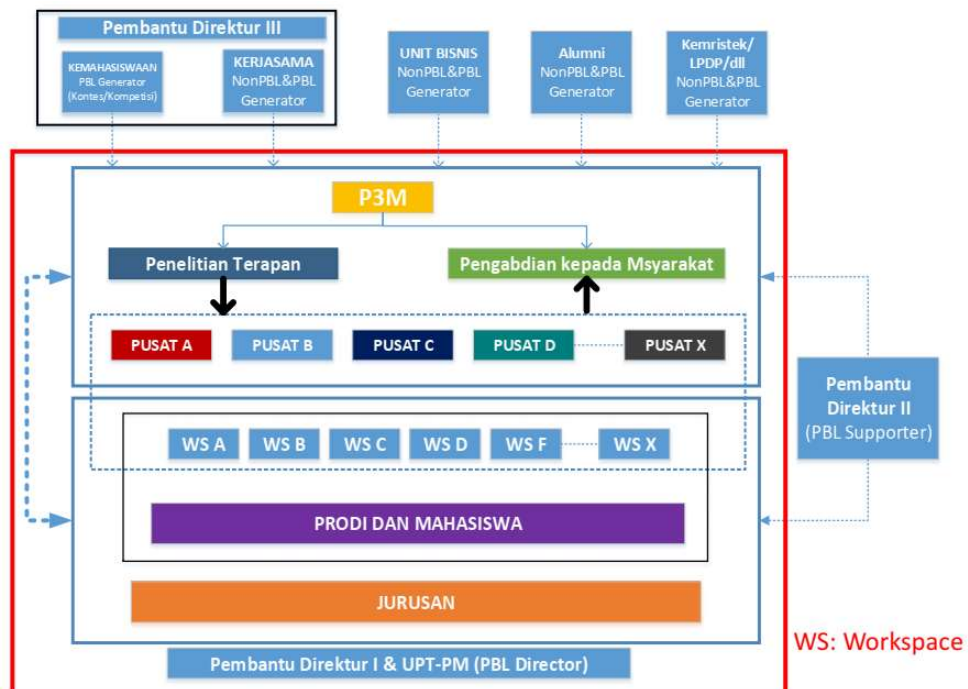 Pembantu Direktur III
KEMAHASISWAAN
PBL Generator
(Kontes/Kompetisi)
KERJASAMA
NonPBL&PBL
Generator
UNIT BISNIS
NonPBL&PBL
Generator
Alumni
NonPBL&PBL
Generator
Kemristek/
LPDP/dll
NonPBL&PBL
Generator
P3M
Penelitian Terapan
Pengabdian kepada Msyarakat
PUSAT A
PUSAT B
PUSAT C
PUSAT D
PUSAT X
Pembantu
Direktur II
(PBL Supporter)
WS A
WS B
WS C
WS D
WS F
WS X
PRODI DAN MAHASISWA
JURUSAN
WS: Workspace
Pembantu Direktur I & UPT-PM (PBL Director)